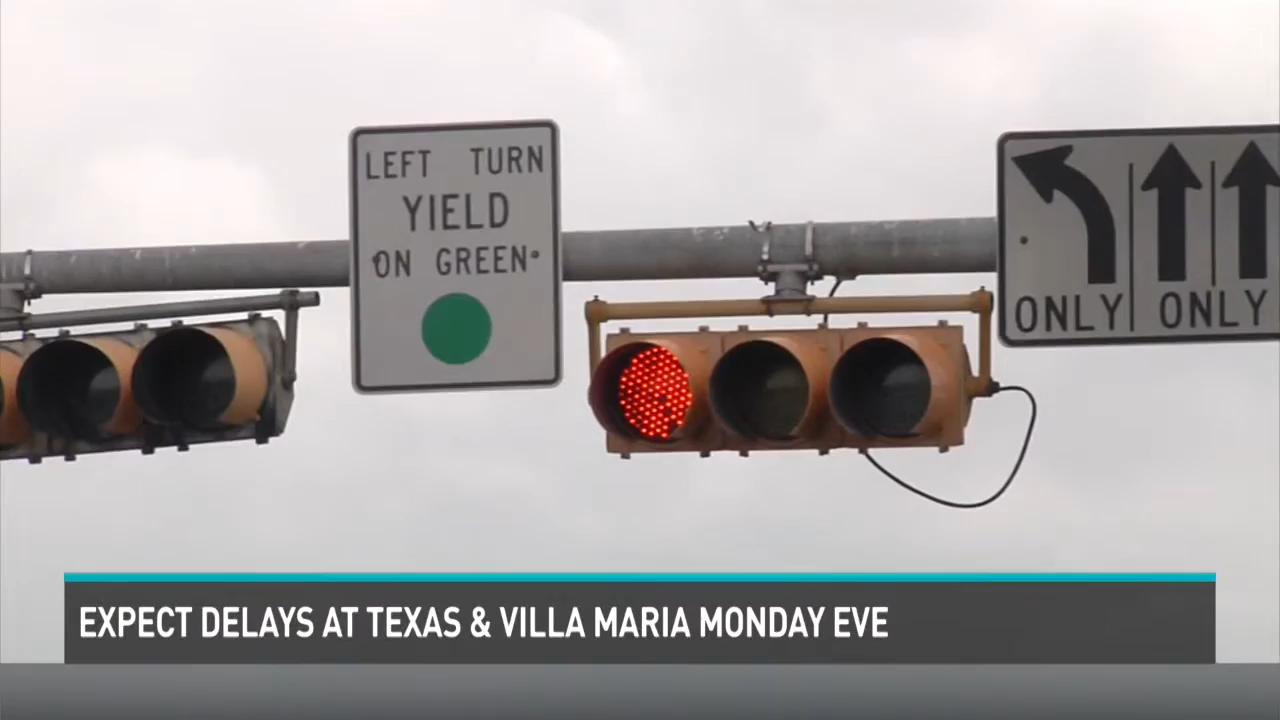 LEFT TURN
YIELD
ON GREEN
ONLY ONLY
EXPECT DELAYS AT TEXAS & VILLA MARIA MONDAY EVE